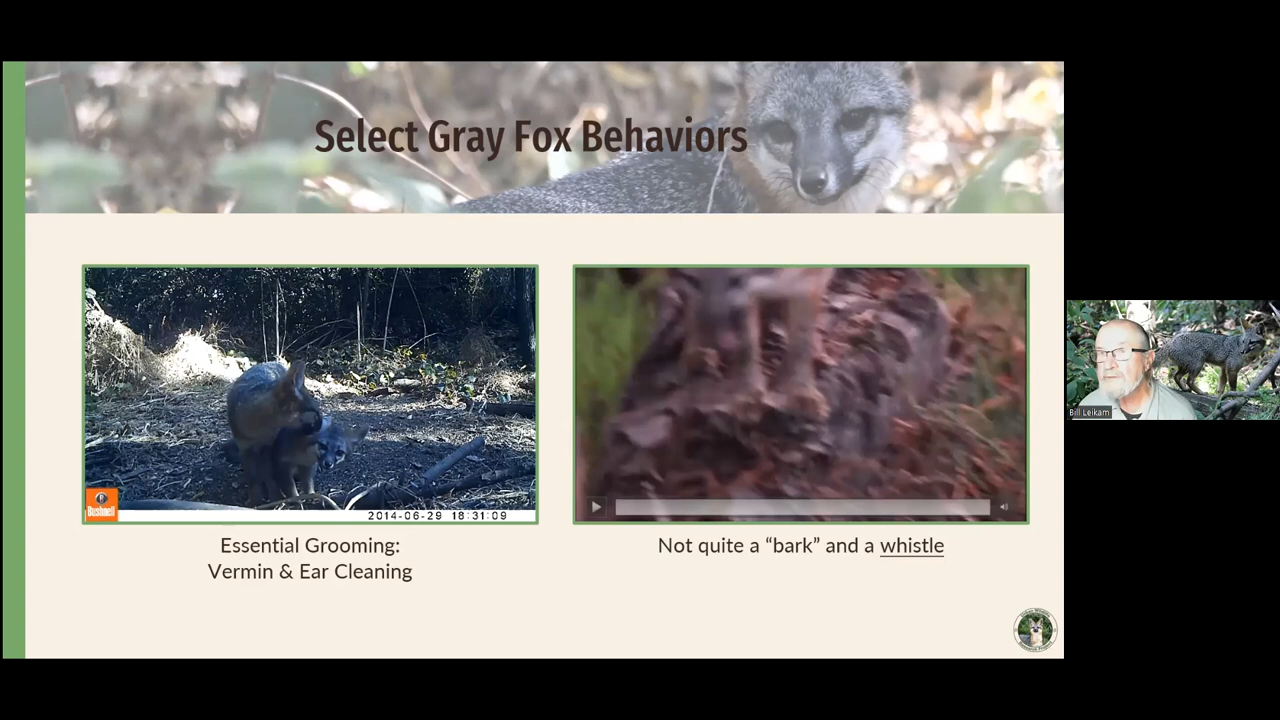 Select Gray Fox Behaviors
Bushnell
2014-06-29 18:31:09
Essential Grooming:
Vermin & Ear Cleaning
Not quite a “bark” and a whistle
Bill Leikam